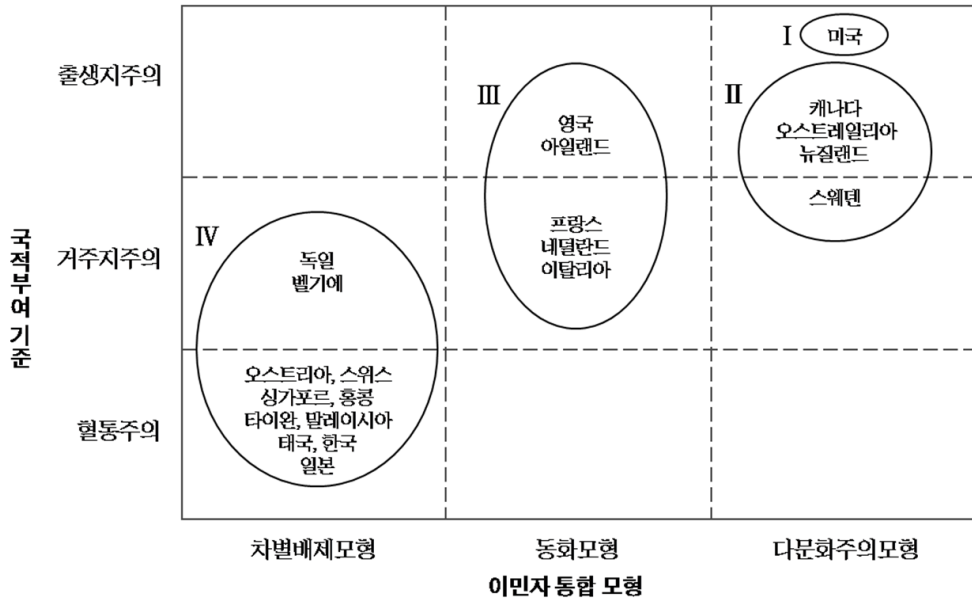 Ⅰ
미국
출생지주의
Ⅲ
영국
아일랜드
Ⅱ
캐나다
오스트레일리아
뉴질랜드
스웨덴
국적부여 기준
거주지주의
Ⅳ
독일
벨기에
프랑스
네덜란드
이탈리아
혈통주의
오스트리아, 스위스
싱가포르, 홍콩
타이완, 말레이시아
태국, 한국
일본
차별배제모형
동화모형
다문화주의모형
이민자 통합 모형